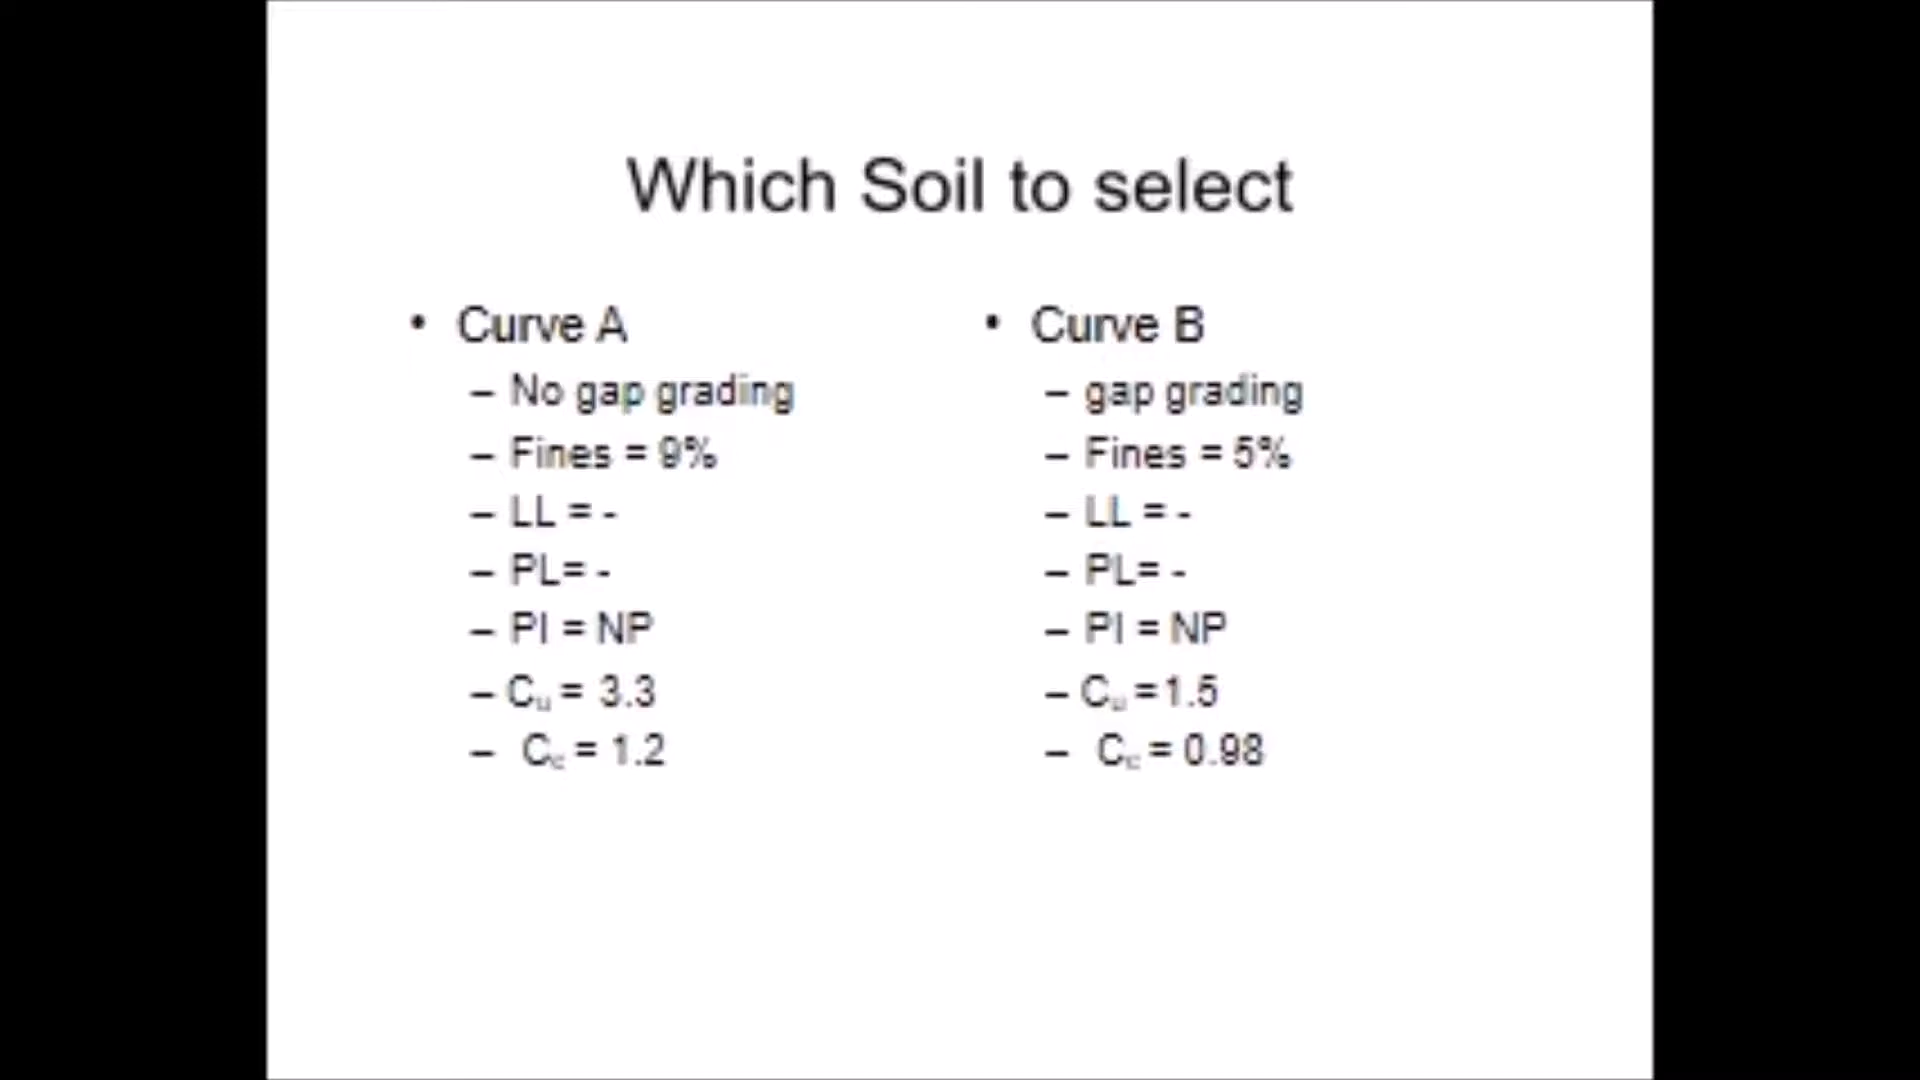 Which Soil to select
• Curve A
– No gap grading
– Fines = 9%
– LL = -
– PL= -
– PI = NP
– Cu = 3.3
– Cc = 1.2
• Curve B
– gap grading
– Fines = 5%
– LL = -
– PL= -
– PI = NP
– Cu =1.5
– Cc = 0.98